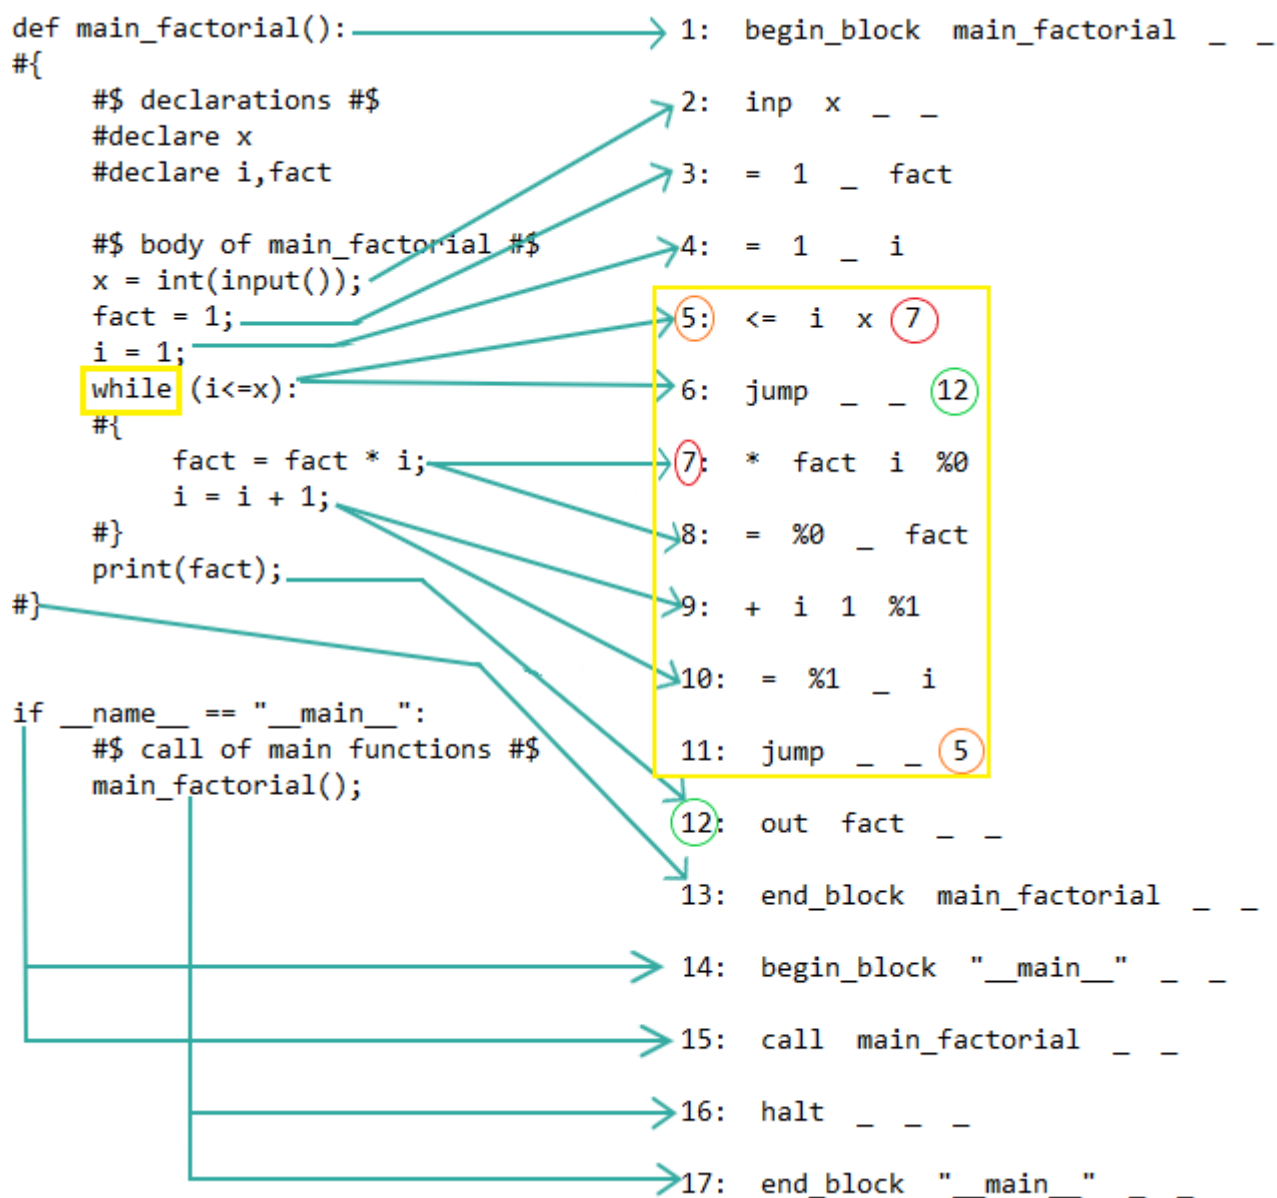 def main_factorial():
#{
#$ declarations #$
#declare x
#declare i,fact
#$ body of main_factorial #$
x = int(input());
fact = 1;
i = 1;
while (i<=x):
#{
fact = fact * i;
i = i + 1;
#}
print(fact);
#}
if __name__ == "__main__":
#$ call of main functions #$
main_factorial();
1: begin_block main_factorial _ _
2: inp x _ _
3: = 1 _ fact
4: = 1 _ i
5: <= i x 7
6: jump _ _ 12
7: * fact i %0
8: = %0 _ fact
9: + i 1 %1
10: = %1 _ i
11: jump _ _ 5
12: out fact _ _
13: end_block main_factorial _ _
14: begin_block "__main__" _ _
15: call main_factorial _ _
16: halt _ _ _
17: end_block "__main__" _ _